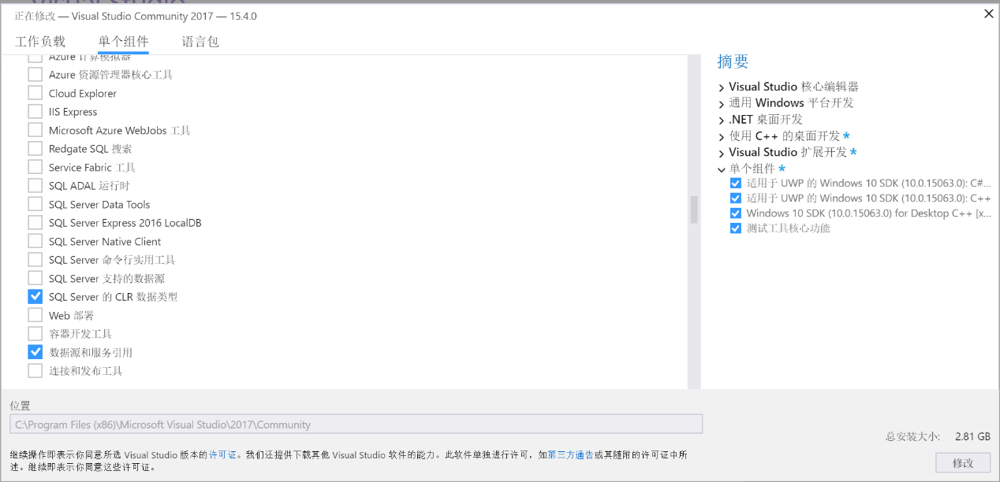 正在修改 — Visual Studio Community 2017 — 15.4.0
工作负载 单个组件 语言包
Azure 计算模拟器
Azure 资源管理器核心工具
Cloud Explorer
IIS Express
Microsoft Azure WebJobs 工具
Redgate SQL 搜索
Service Fabric 工具
SQL ADAL 运行时
SQL Server Data Tools
SQL Server Express 2016 LocalDB
SQL Server Native Client
SQL Server 命令行实用工具
SQL Server 支持的数据源
SQL Server 的 CLR 数据类型
Web 部署
容器开发工具
数据源和服务引用
连接和发布工具
摘要
Visual Studio 核心编辑器
通用 Windows 平台开发
.NET 桌面开发
使用 C++ 的桌面开发 *
Visual Studio 扩展开发 *
单个组件 *
适用于 UWP 的 Windows 10 SDK (10.0.15063.0): C#...
适用于 UWP 的 Windows 10 SDK (10.0.15063.0): C++
Windows 10 SDK (10.0.15063.0) for Desktop C++ [x...
测试工具核心功能
位置
C:\Program Files (x86)\Microsoft Visual Studio\2017\Community
继续操作即表示你同意所选 Visual Studio 版本的许可证。我们还提供下载其他 Visual Studio 软件的能力。此软件单独进行许可，如第三方通告或其随附的许可证中所
述。继续即表示你同意这些许可证。
总安装大小: 2.81 GB
修改